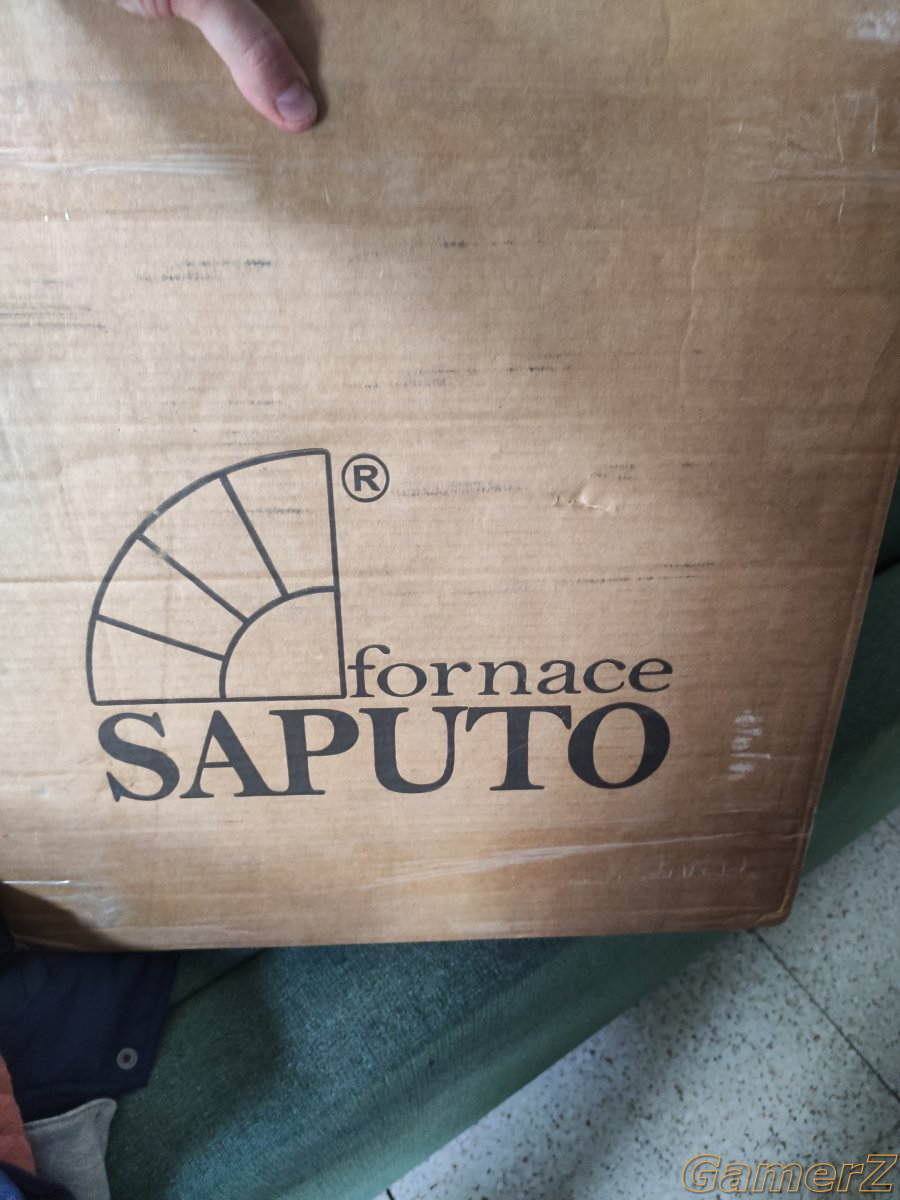 ®
fornace
SAPUTO
GamerZ